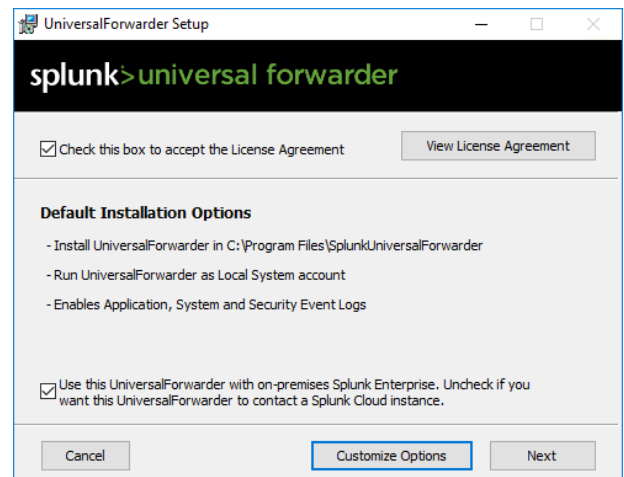 UniversalForwarder Setup
splunk>universal forwarder
Check this box to accept the License Agreement
View License Agreement
Default Installation Options
- Install UniversalForwarder in C:\Program Files\SplunkUniversalForwarder
- Run UniversalForwarder as Local System account
- Enables Application, System and Security Event Logs
Use this UniversalForwarder with on-premises Splunk Enterprise. Uncheck if you
want this UniversalForwarder to contact a Splunk Cloud instance.
Cancel
Customize Options
Next